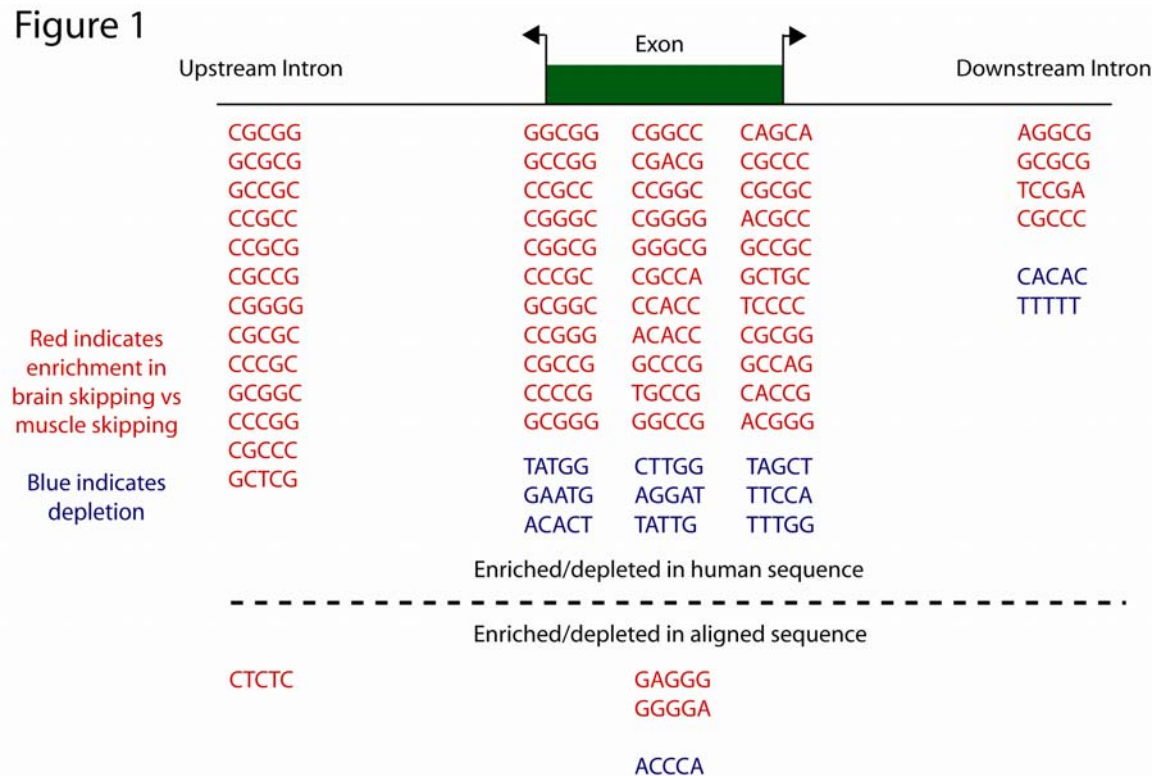 Figure 1
Exon
Upstream Intron
Downstream Intron
CGCGG GGCGG CGGCC CAGCA AGGCG
GCGCG GCCGG CGACG CGCCC GCGCG
GCCGC CCGCC CCGGC CGCGC TCCGA
CCGCC CGGGC CGGGG ACGCC CGCCC
CCGCG CGGCG GGGCG GCCGC
CGCCG CCCGC CGCCA GCTGC CACAC
CGGGG GCGGC CCACC TCCCC TTTTT
CGCGC CCGGG ACACC CGCGG
CCCGC CGCCG GCCCG GCCAG
GCGGC CCCCG TGCCG CACCG
CCCGG GCGGG GGCCG ACGGG
CGCCC
GCTCG
Red indicates
enrichment in
brain skipping vs
muscle skipping
Blue indicates
depletion
TATGG CTTGG TAGCT
GAATG AGGAT TTCCA
ACACT TATTG TTTGG
Enriched/depleted in human sequence
Enriched/depleted in aligned sequence
CTCTC GAGGG
GGGGA
ACCCA